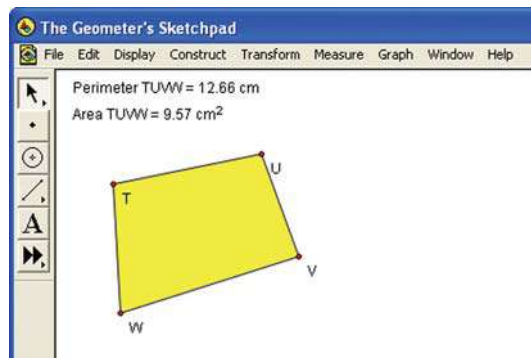 The Geometer's Sketchpad
File Edit Display Construct Transform Measure Graph Window Help
Perimeter TUVW = 12.66 cm
Area TUVW = 9.57 cm²
U
T
V
W
A